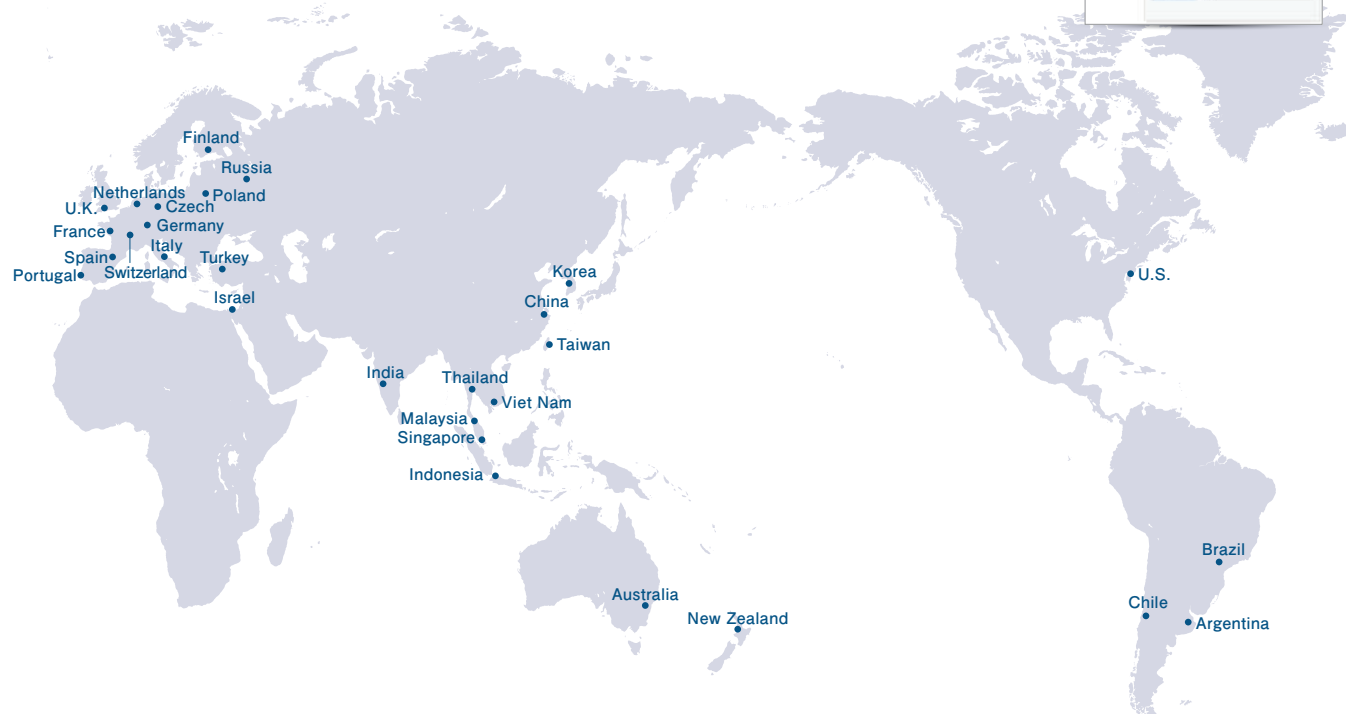 Finland
Russia
Netherlands
Poland
U.K.
Czech
France
Germany
Italy
Spain
Switzerland
Turkey
Portugal
Israel
Korea
China
Taiwan
India
Thailand
Viet Nam
Malaysia
Singapore
Indonesia
Australia
New Zealand
U.S.
Brazil
Chile
Argentina